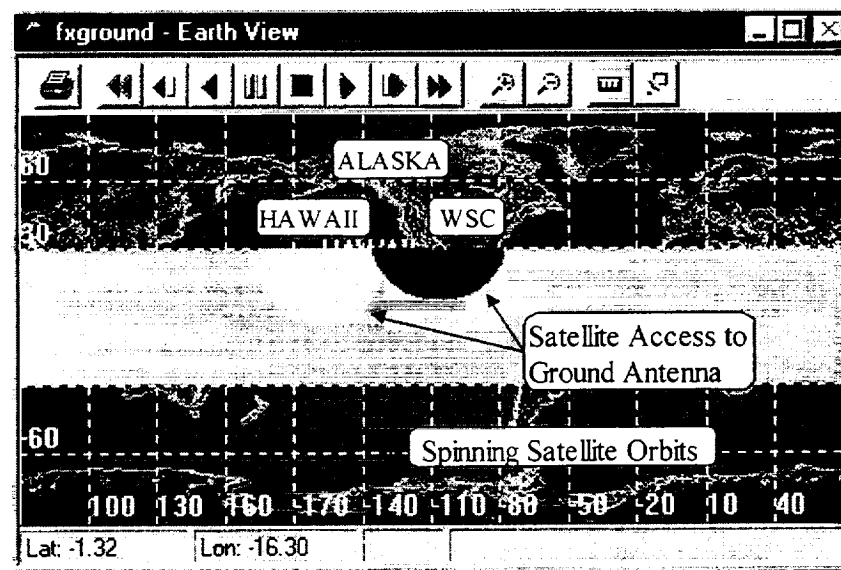 fxground - Earth View
60
ALASKA
HAWAII
WSC
30
Satellite Access to
Ground Antenna
-60
Spinning Satellite Orbits
100 130 160 -170 -140 -110 -80 -50 -20 10 40
Lat: -1.32
Lon: -16.30